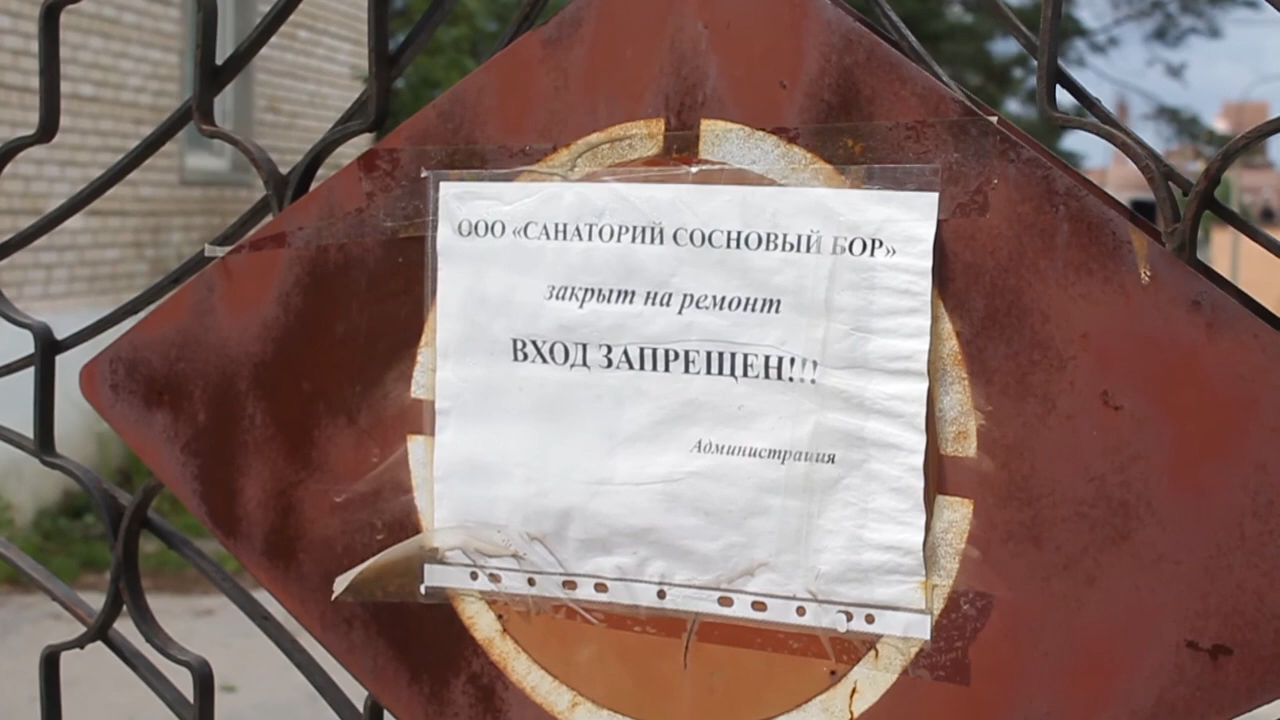 ООО «САНАТОРИЙ СОСНОВЫЙ БОР»
закрыт на ремонт
ВХОД ЗАПРЕЩЕН!!!
Администрация